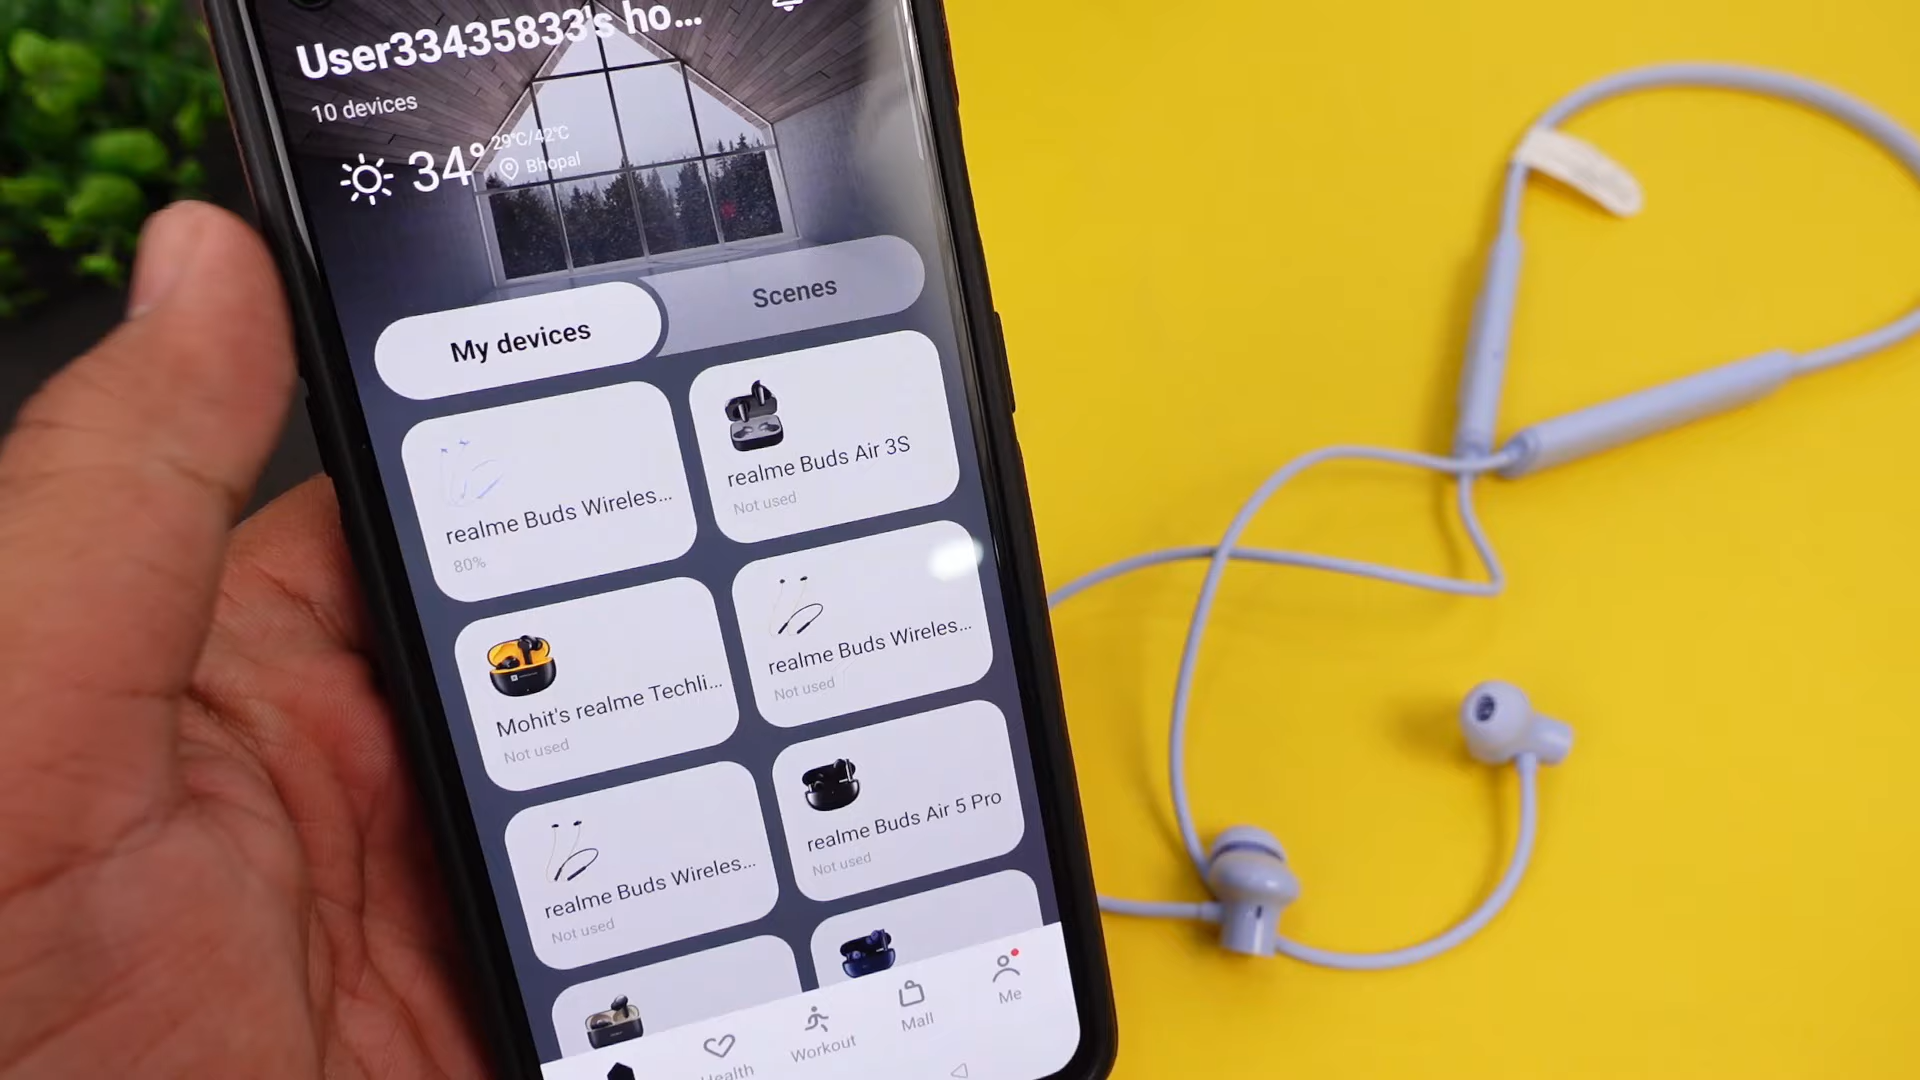 User33435833's ho...
10 devices
34°
29°C/42°C
Bhopal
My devices
Scenes
realme Buds Wireles...
80%
realme Buds Air 3S
Not used
Mohit's realme Techli...
Not used
realme Buds Wireles...
Not used
realme Buds Wireles...
Not used
realme Buds Air 5 Pro
Not used
Health
Workout
Mall
Me